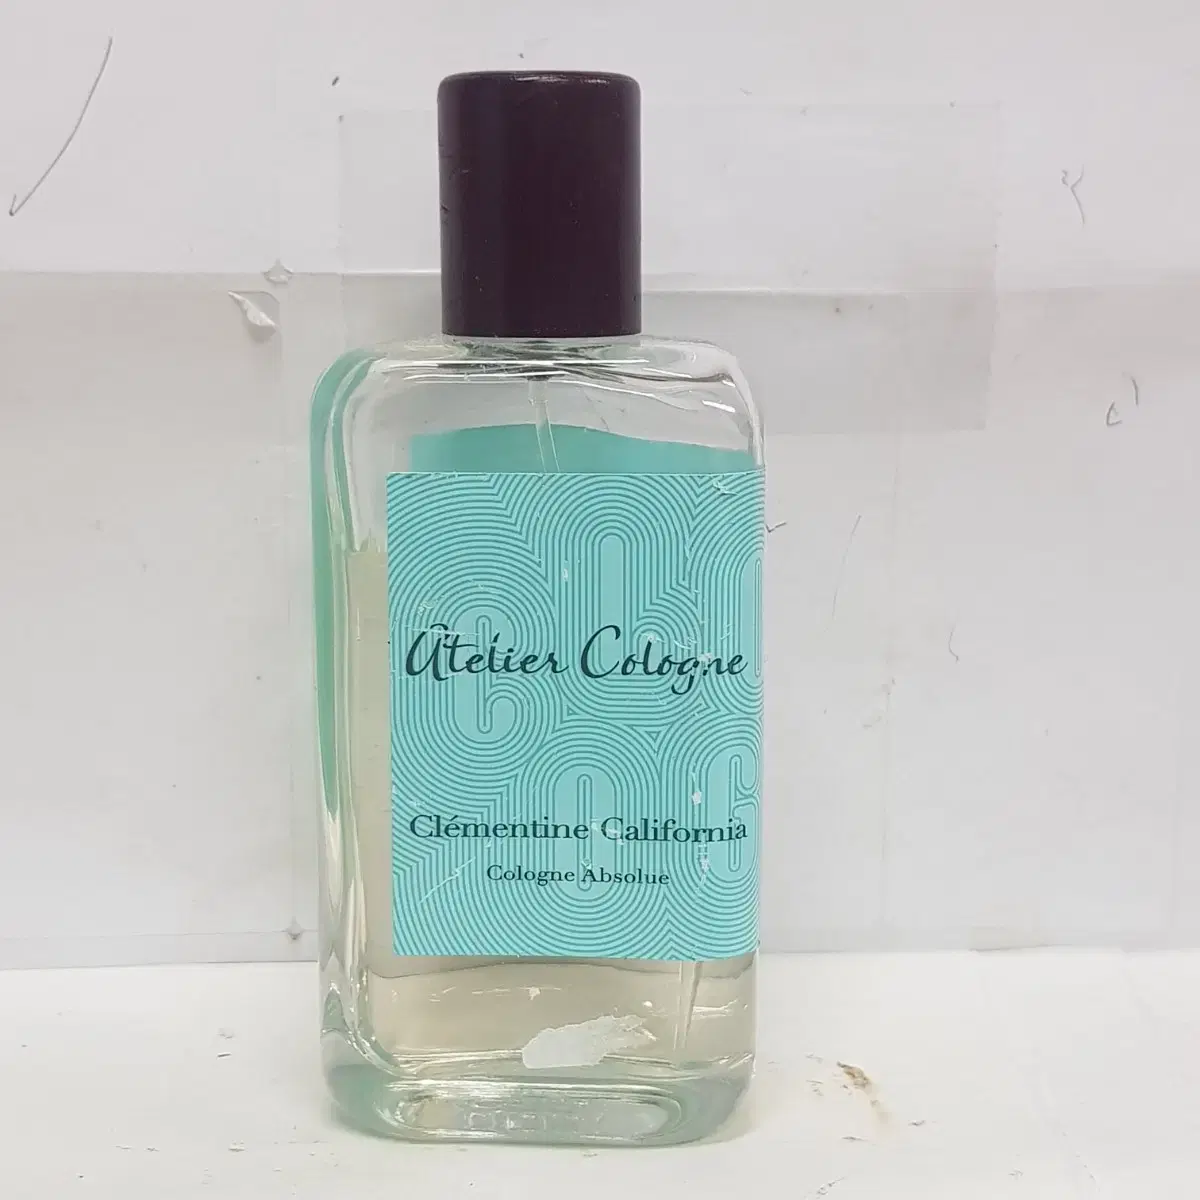 Atelier Cologne
Clémentine California
Cologne Absolue